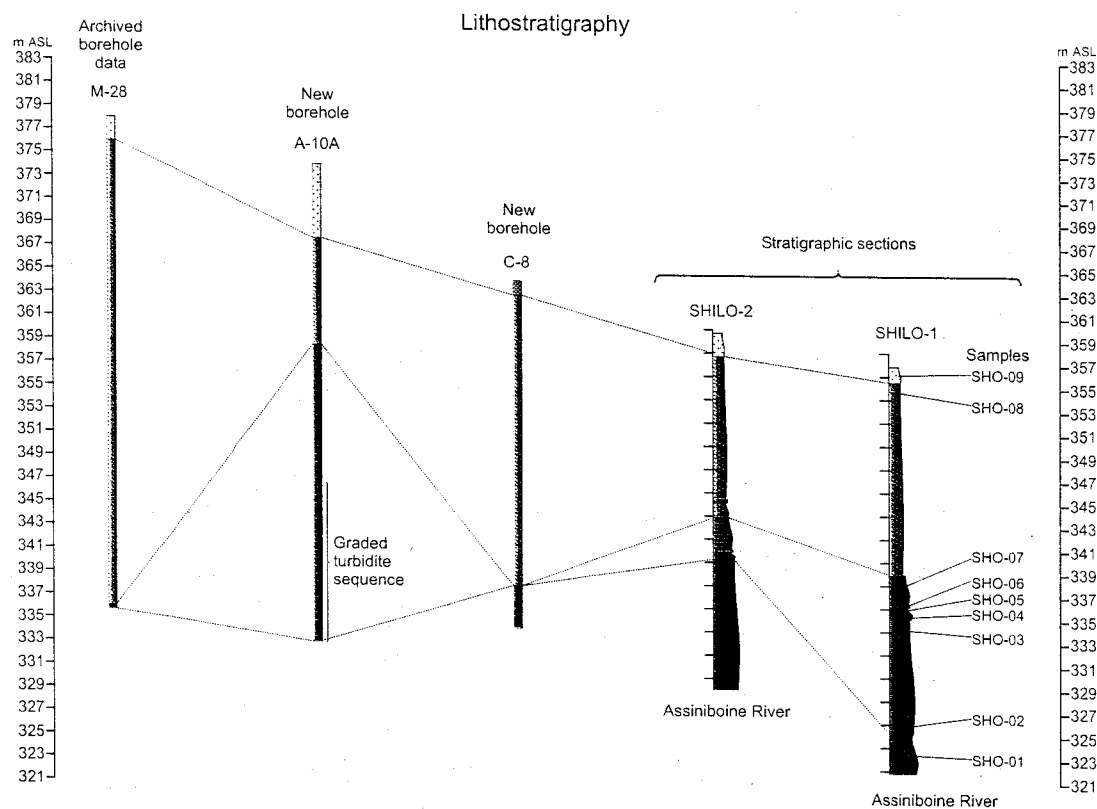 Lithostratigraphy
m ASL
383
381
379
377
375
373
371
369
367
365
363
361
359
357
355
353
351
349
347
345
343
341
339
337
335
333
331
329
327
325
323
321
Archived
borehole
data
M-28
New
borehole
A-10A
Graded
turbidite
sequence
New
borehole
C-8
Stratigraphic sections
SHILO-2
Assiniboine River
SHILO-1
Samples
SHO-09
SHO-08
SHO-07
SHO-06
SHO-05
SHO-04
SHO-03
SHO-02
SHO-01
Assiniboine River
m ASL
383
381
379
377
375
373
371
369
367
365
363
361
359
357
355
353
351
349
347
345
343
341
339
337
335
333
331
329
327
325
323
321